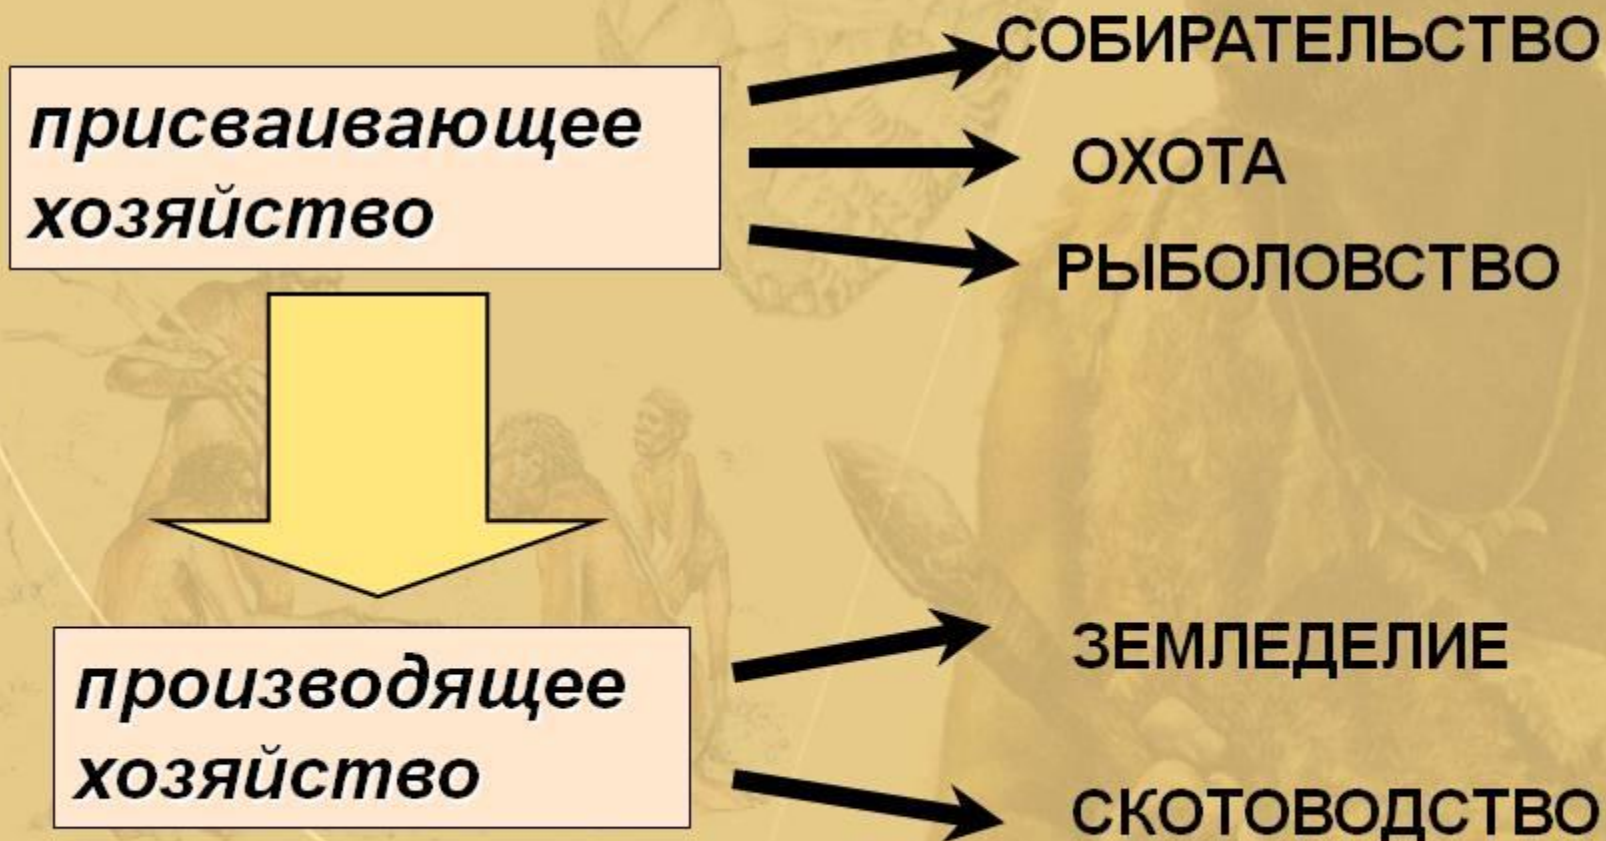 присваивающее
хозяйство
СОБИРАТЕЛЬСТВО
ОХОТА
РЫБОЛОВСТВО
производящее
хозяйство
ЗЕМЛЕДЕЛИЕ
СКОТОВОДСТВО